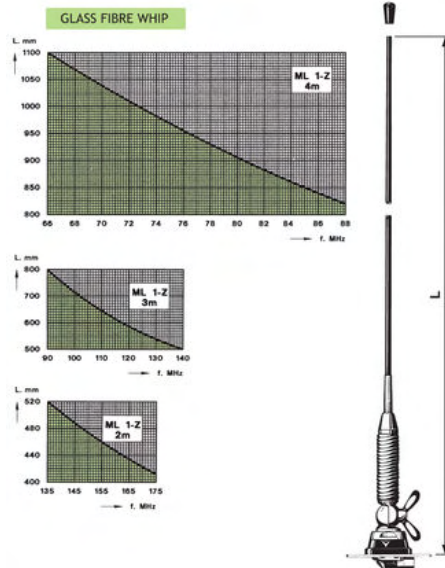 GLASS FIBRE WHIP
L. mm
1100
1050
1000
950
900
850
800
ML 1-Z
4m
66 68 70 72 74 76 78 80 82 84 86 88
f. MHz
L. mm
800
700
600
500
ML 1-Z
3m
90 100 110 120 130 140
f. MHz
L. mm
520
480
440
400
ML 1-Z
2m
135 145 155 165 175
f. MHz
L